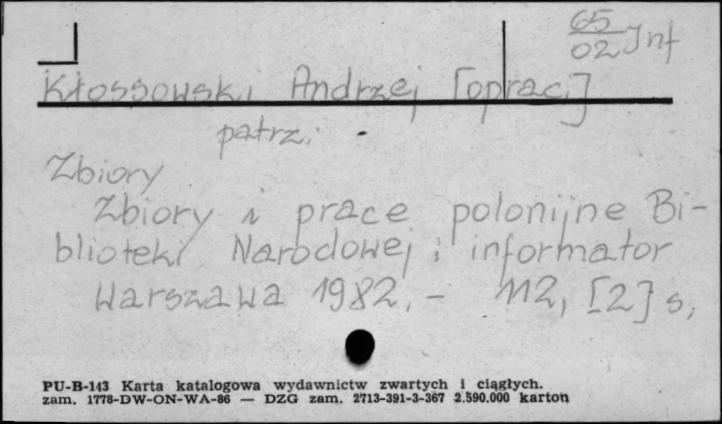 65
02 Inf
Kłossowski Andrzej [oprac.]
patrz:
Zbiory
Zbiory i prace polonijne Bi-
blioteki Narodowej : informator
Warszawa 1982. - 112, [2] s.
PU-B-143 Karta katalogowa wydawnictw zwartych i ciągłych.
zam. 1778-DW-ON-WA-86 — DZG zam. 2713-391-3-367 2.590.000 karton